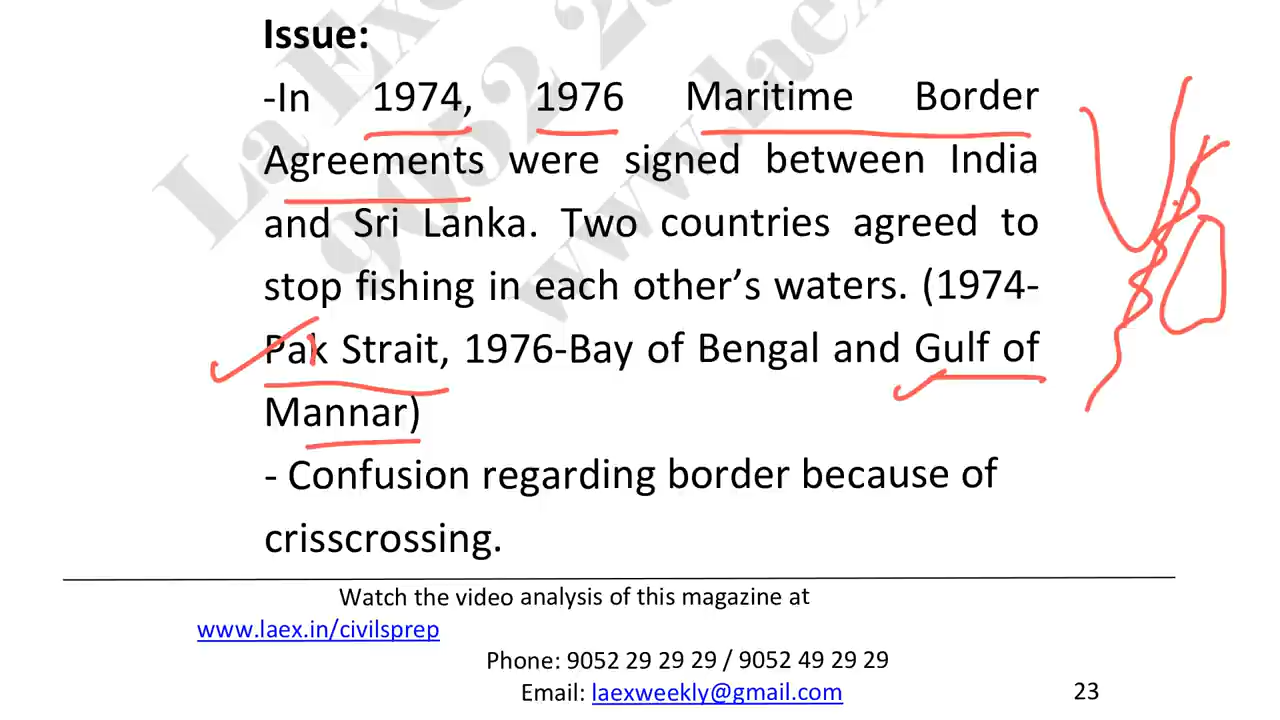 Issue:
-In 1974, 1976 Maritime Border
Agreements were signed between India
and Sri Lanka. Two countries agreed to
stop fishing in each other’s waters. (1974-
Pak Strait, 1976-Bay of Bengal and Gulf of
Mannar)
- Confusion regarding border because of
crisscrossing.
Watch the video analysis of this magazine at
www.laex.in/civilsprep
Phone: 9052 29 29 29 / 9052 49 29 29
Email: laexweekly@gmail.com
23